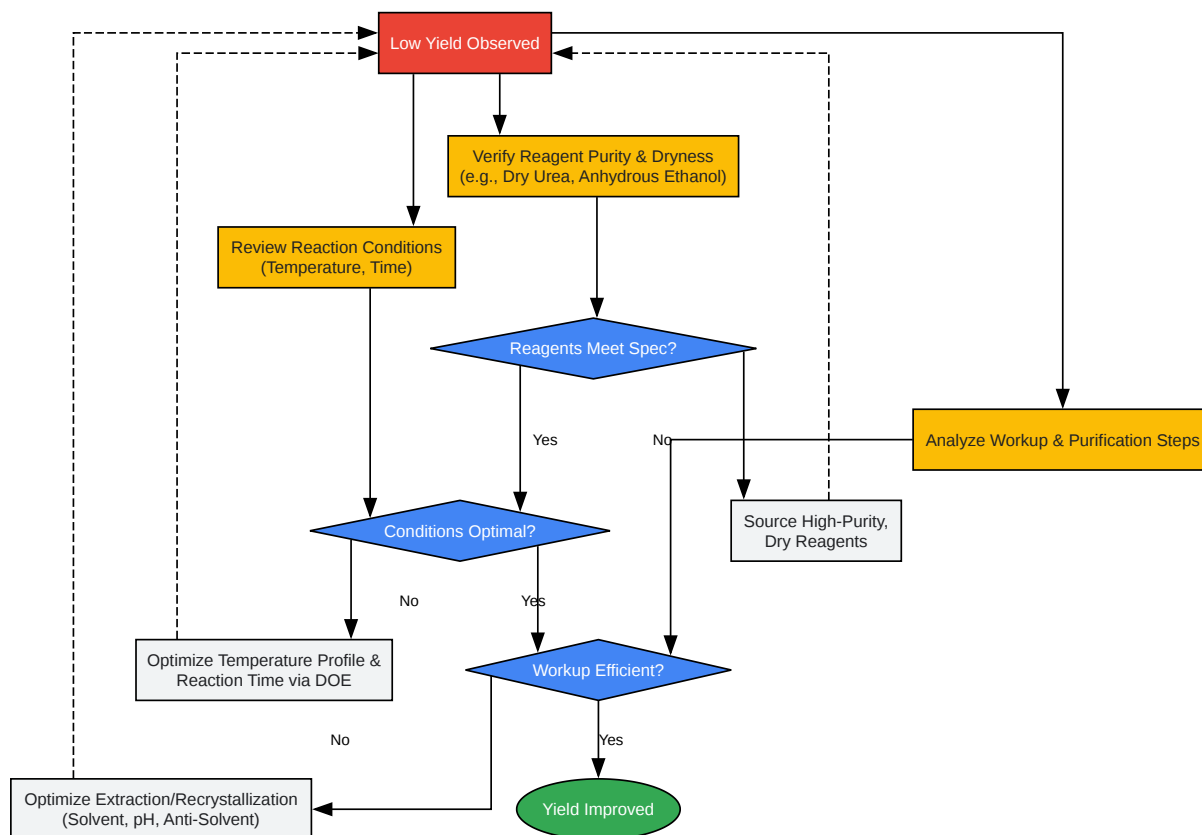 Low Yield Observed
Verify Reagent Purity & Dryness
(e.g., Dry Urea, Anhydrous Ethanol)
Review Reaction Conditions
(Temperature, Time)
Reagents Meet Spec?
Yes
No
Analyze Workup & Purification Steps
Source High-Purity,
Dry Reagents
Conditions Optimal?
No
Yes
Optimize Temperature Profile &
Reaction Time via DOE
Workup Efficient?
No
Yes
Optimize Extraction/Recrystallization
(Solvent, pH, Anti-Solvent)
Yield Improved